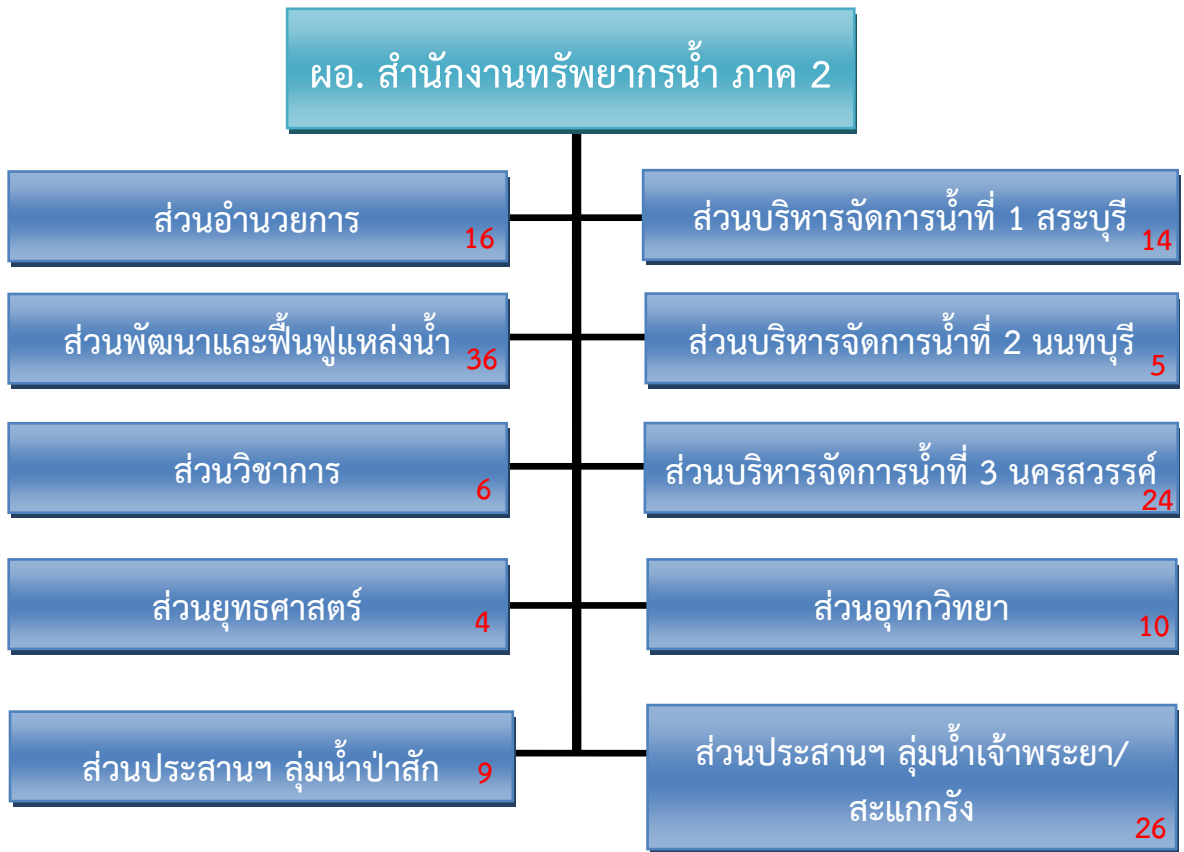 ผอ. สำนักงานทรัพยากรน้ำ ภาค 2
ส่วนอำนวยการ
16
ส่วนบริหารจัดการน้ำที่ 1 สระบุรี
14
ส่วนพัฒนาและฟื้นฟูแหล่งน้ำ
36
ส่วนบริหารจัดการน้ำที่ 2 นนทบุรี
5
ส่วนวิชาการ
6
ส่วนบริหารจัดการน้ำที่ 3 นครสวรรค์
24
ส่วนยุทธศาสตร์
4
ส่วนอุทกวิทยา
10
ส่วนประสานฯ ลุ่มน้ำป่าสัก
9
ส่วนประสานฯ ลุ่มน้ำเจ้าพระยา/
สะแกกรัง
26